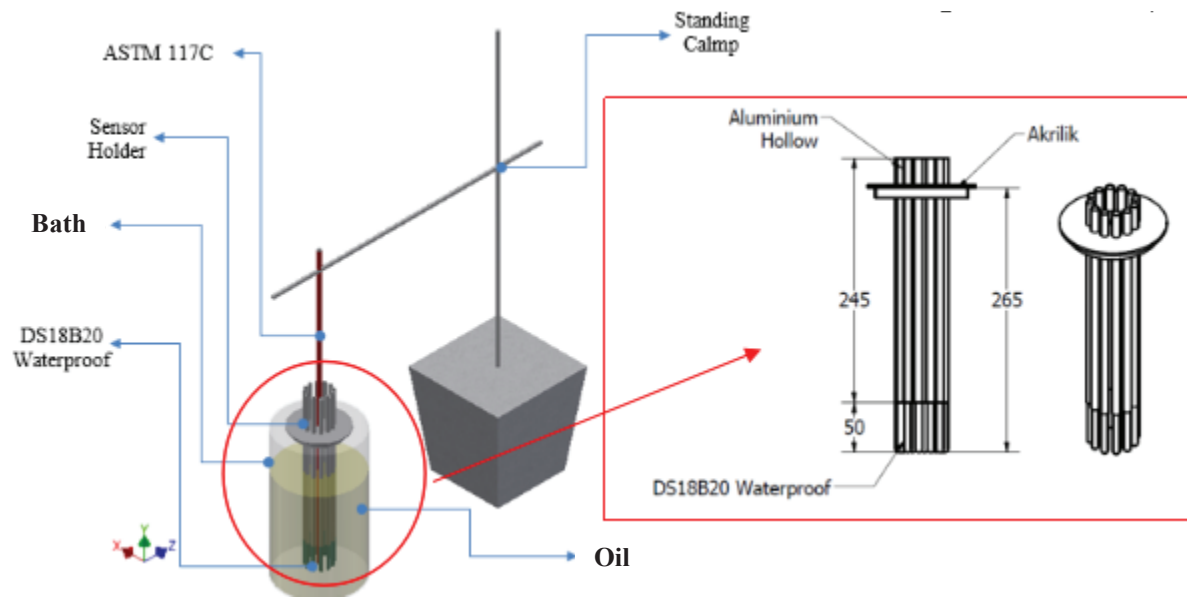 Standing
Calmp
ASTM 117C
Sensor
Holder
Bath
DS18B20
Waterproof
Oil
X
Y
Z
Aluminium
Hollow
Akrilik
245
265
50
DS18B20 Waterproof